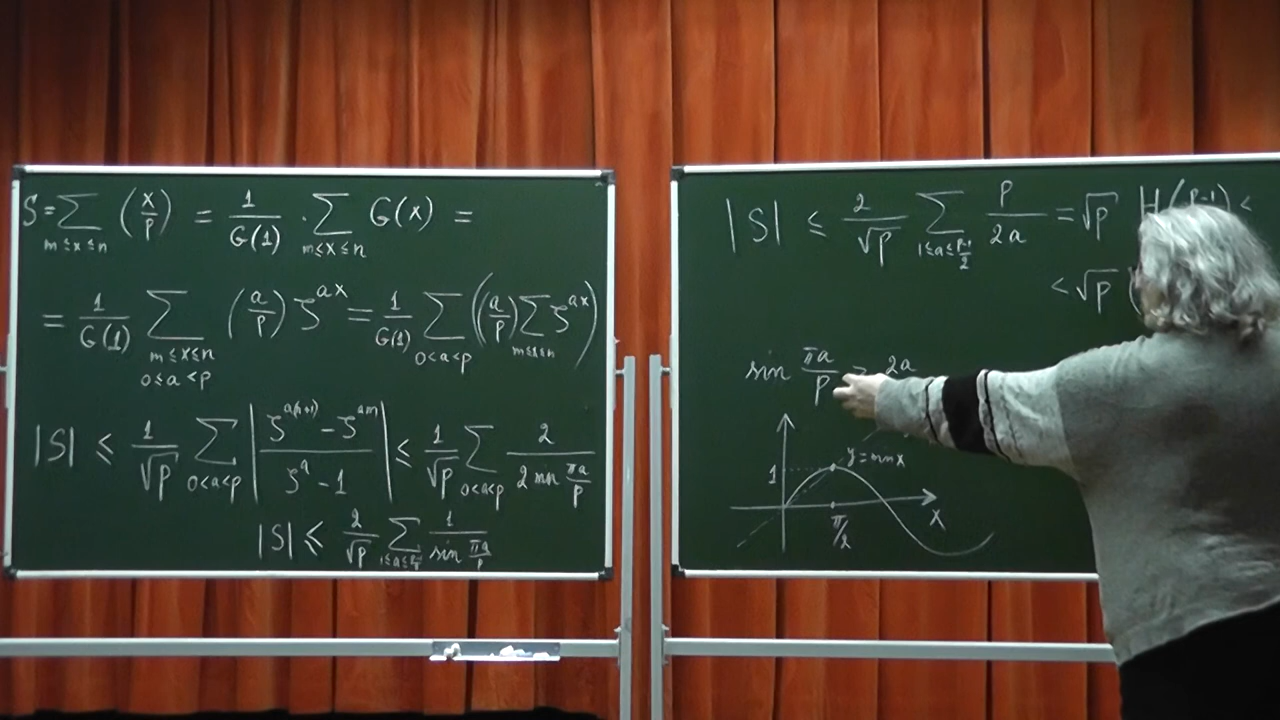 S = ∑_{m≤x≤n} (x/p) = 1/G(1) · ∑_{m≤x≤n} G(x) =
= 1/G(1) ∑_{m≤x≤n, 0≤a<p} (a/p) ζ^{ax} = 1/G(1) ∑_{0<a<p} ((a/p) ∑_{m≤x≤n} ζ^{ax})
|S| ≤ 1/√p ∑_{0<a<p} |(ζ^{a(n+1)} - ζ^{am})/(ζ^a - 1)| ≤ 1/√p ∑_{0<a<p} 2/(2 sin πa/p)
|S| ≤ 2/√p ∑_{1≤a≤(p-1)/2} 1/(sin πa/p)
|S| ≤ 2/√p ∑_{1≤a≤(p-1)/2} p/2a = √p H(p-1) <
< √p (
sin πa/p > 2a
1
y = sin x
π/2
x